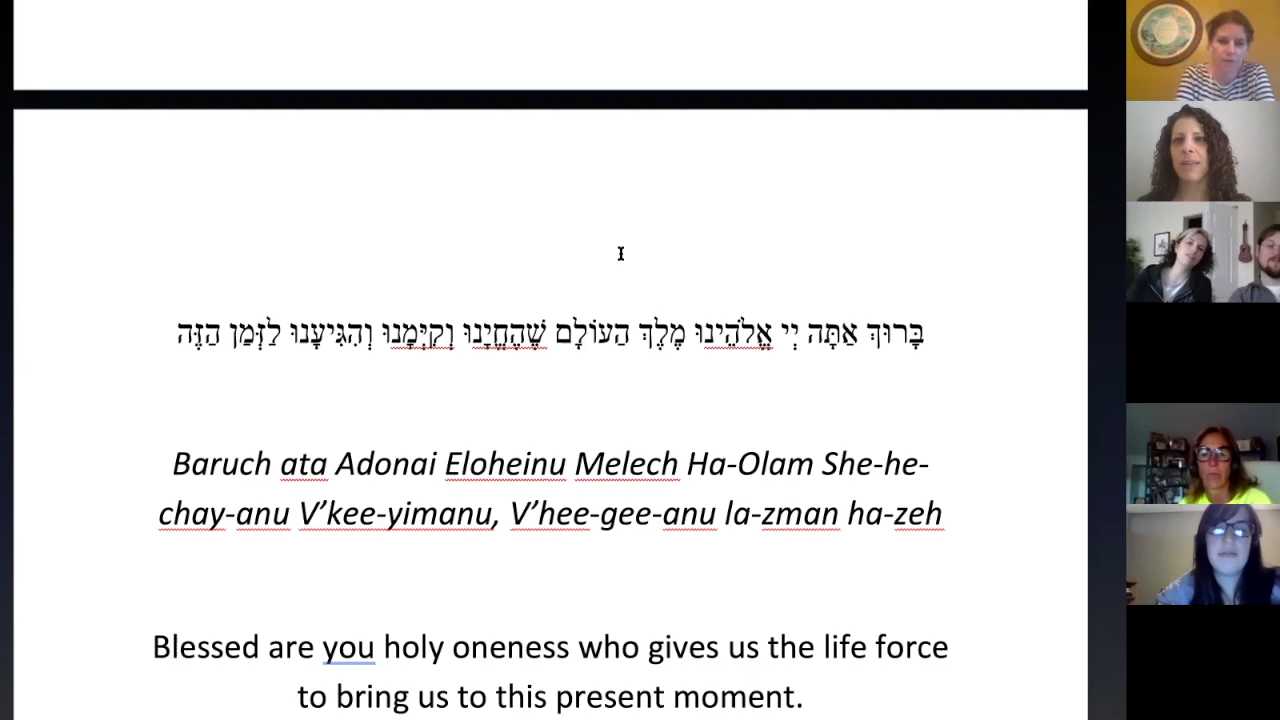 בָּרוּךְ אַתָּה יְי אֱלֹהֵינוּ מֶלֶךְ הַעוֹלָם שֶׁהֶחֱיָנוּ וְקִיְּמָנוּ וְהִגִּיעָנוּ לַזְּמַן הַזֶּה
Baruch ata Adonai Eloheinu Melech Ha-Olam She-he-
chay-anu V’kee-yimanu, V’hee-gee-anu la-zman ha-zeh
Blessed are you holy oneness who gives us the life force
to bring us to this present moment.